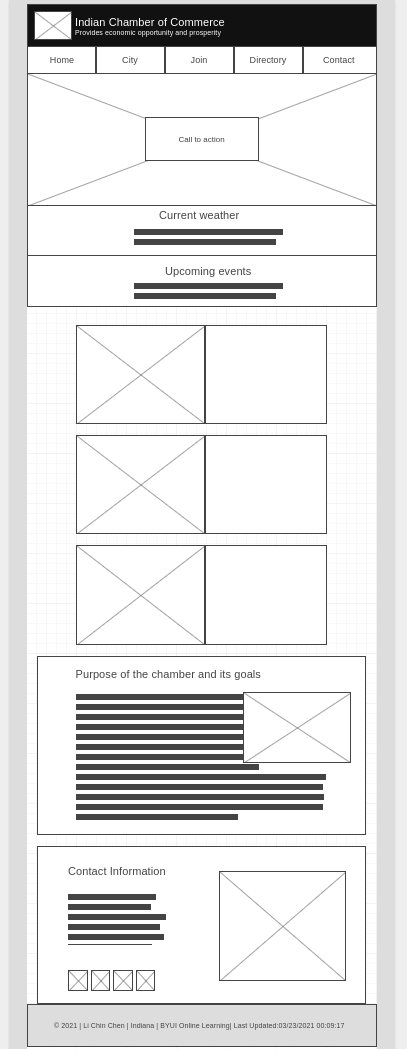 Indian Chamber of Commerce
Provides economic opportunity and prosperity
Home City Join Directory Contact
Call to action
Current weather
Upcoming events
Purpose of the chamber and its goals
Contact Information
© 2021 | Li Chin Chen | Indiana | BYUI Online Learning| Last Updated:03/23/2021 00:09:17